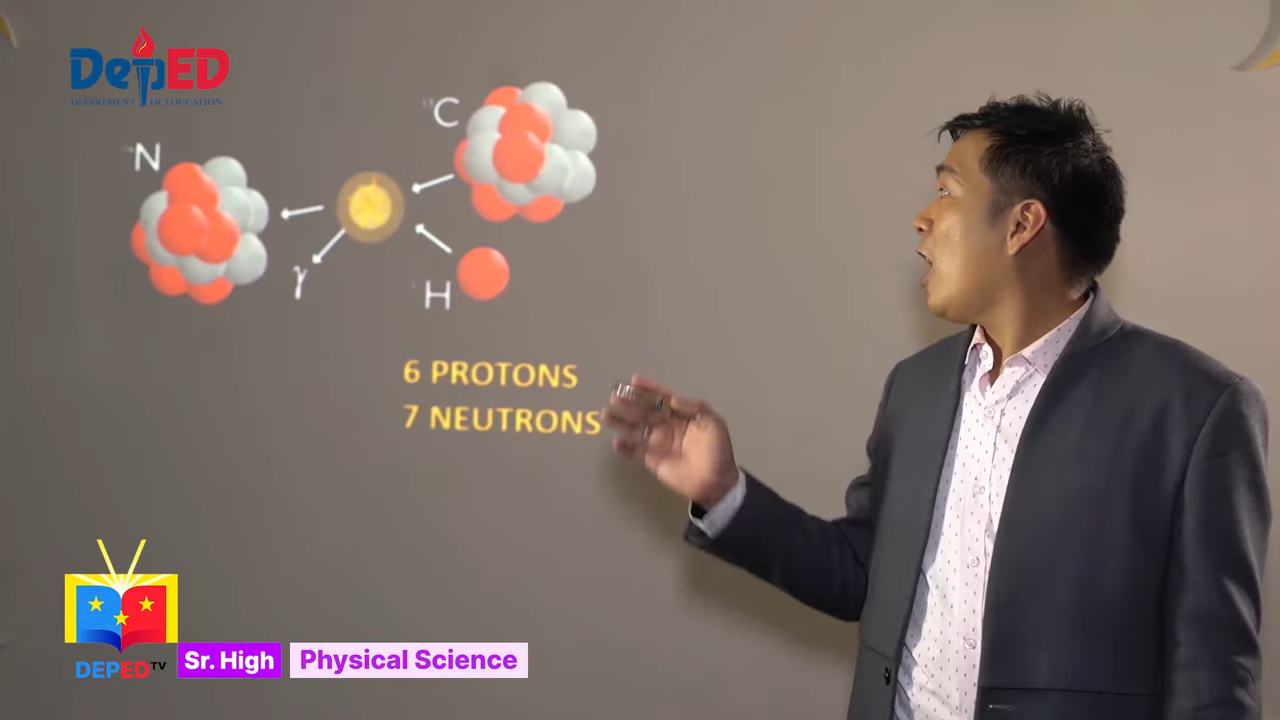 DepED
DEPARTMENT OF EDUCATION
C
N
γ
H
6 PROTONS
7 NEUTRONS
DEPED TV
Sr. High
Physical Science